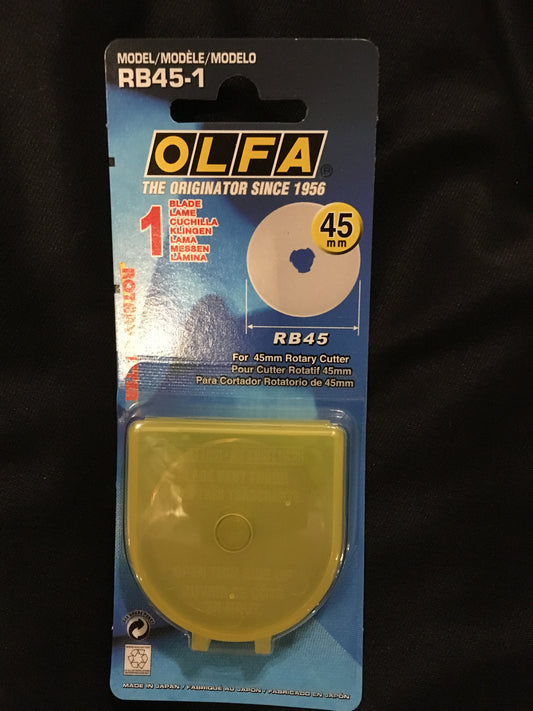 MODEL/MODÈLE/MODELO
RB45-1
OLFA®
THE ORIGINATOR SINCE 1956
1
BLADE
LAME
CUCHILLA
KLINGEN
LAMA
MESSEN
LÂMINA
45
mm
RB45
For 45mm Rotary Cutter
Pour Cutter Rotatif 45mm
Para Cortador Rotatorio de 45mm
MADE IN JAPAN / FABRIQUE AU JAPON / FABRICADO EN JAPON